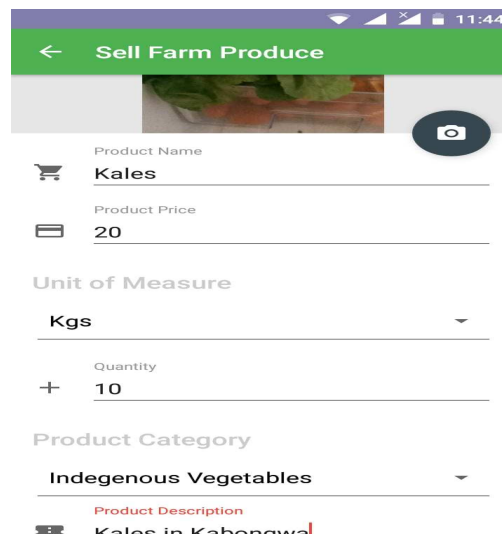 11:44
Sell Farm Produce
Product Name
Kales
Product Price
20
Unit of Measure
Kgs
Quantity
10
Product Category
Indegenous Vegetables
Product Description
Kales in Kabongwa